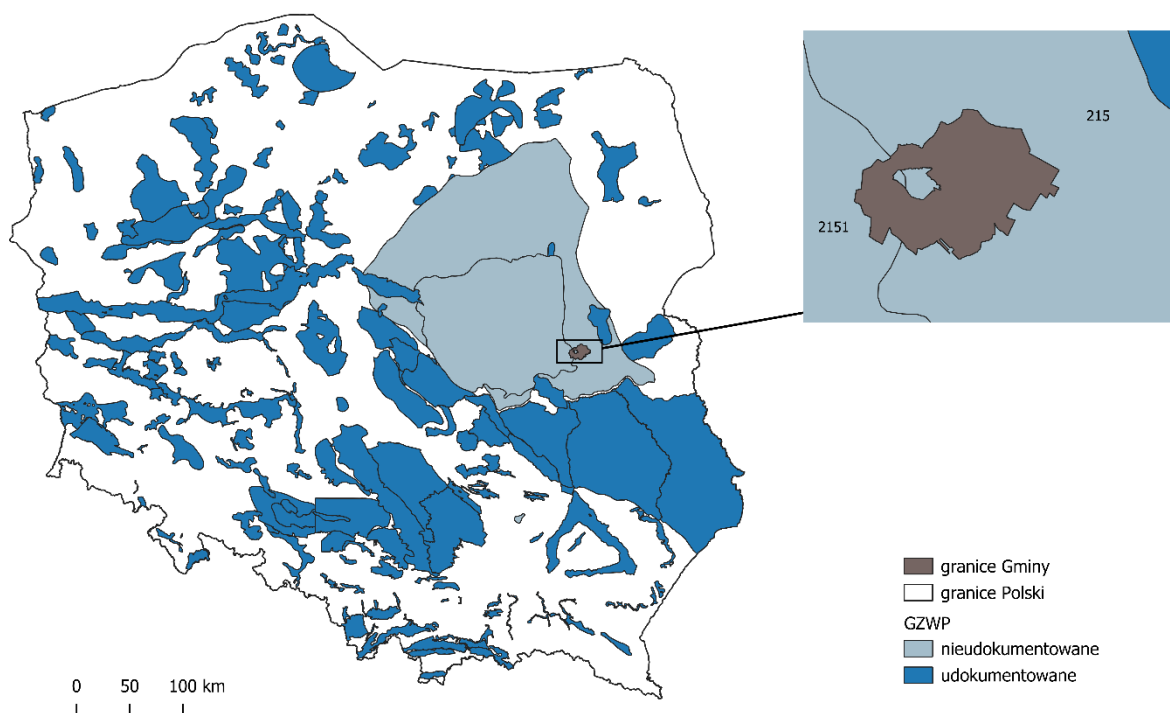 215
2151
granice Gminy
granice Polski
GZWP
nieudokumentowane
udokumentowane
0 50 100 km